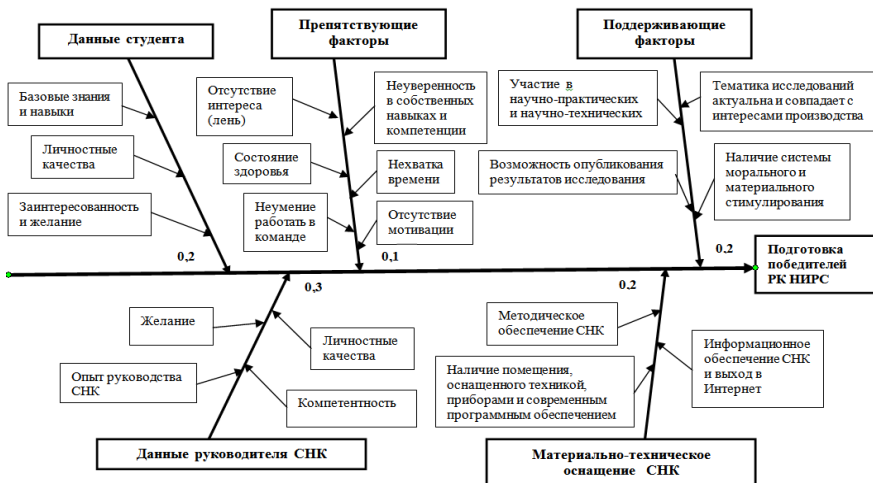 Данные студента
Препятствующие
факторы
Поддерживающие
факторы
Базовые знания
и навыки
Личностные
качества
Заинтересованность
и желание
0,2
Отсутствие
интереса
(лень)
Неуверенность
в собственных
навыках и
компетенции
Состояние
здоровья
Нехватка
времени
Неумение
работать в
команде
Отсутствие
мотивации
0,1
Участие в
научно-практических
и научно-технических
Тематика исследований
актуальна и совпадает с
интересами производства
Возможность опубликования
результатов исследования
Наличие системы
морального и
материального
стимулирования
0,2
Подготовка
победителей
РК НИРС
0,3
Желание
Личностные
качества
Опыт руководства
СНК
Компетентность
Данные руководителя СНК
0,2
Методическое
обеспечение СНК
Информационное
обеспечение СНК
и выход в
Интернет
Наличие помещения,
оснащенного техникой,
приборами и современным
программным обеспечением
Материально-техническое
оснащение СНК